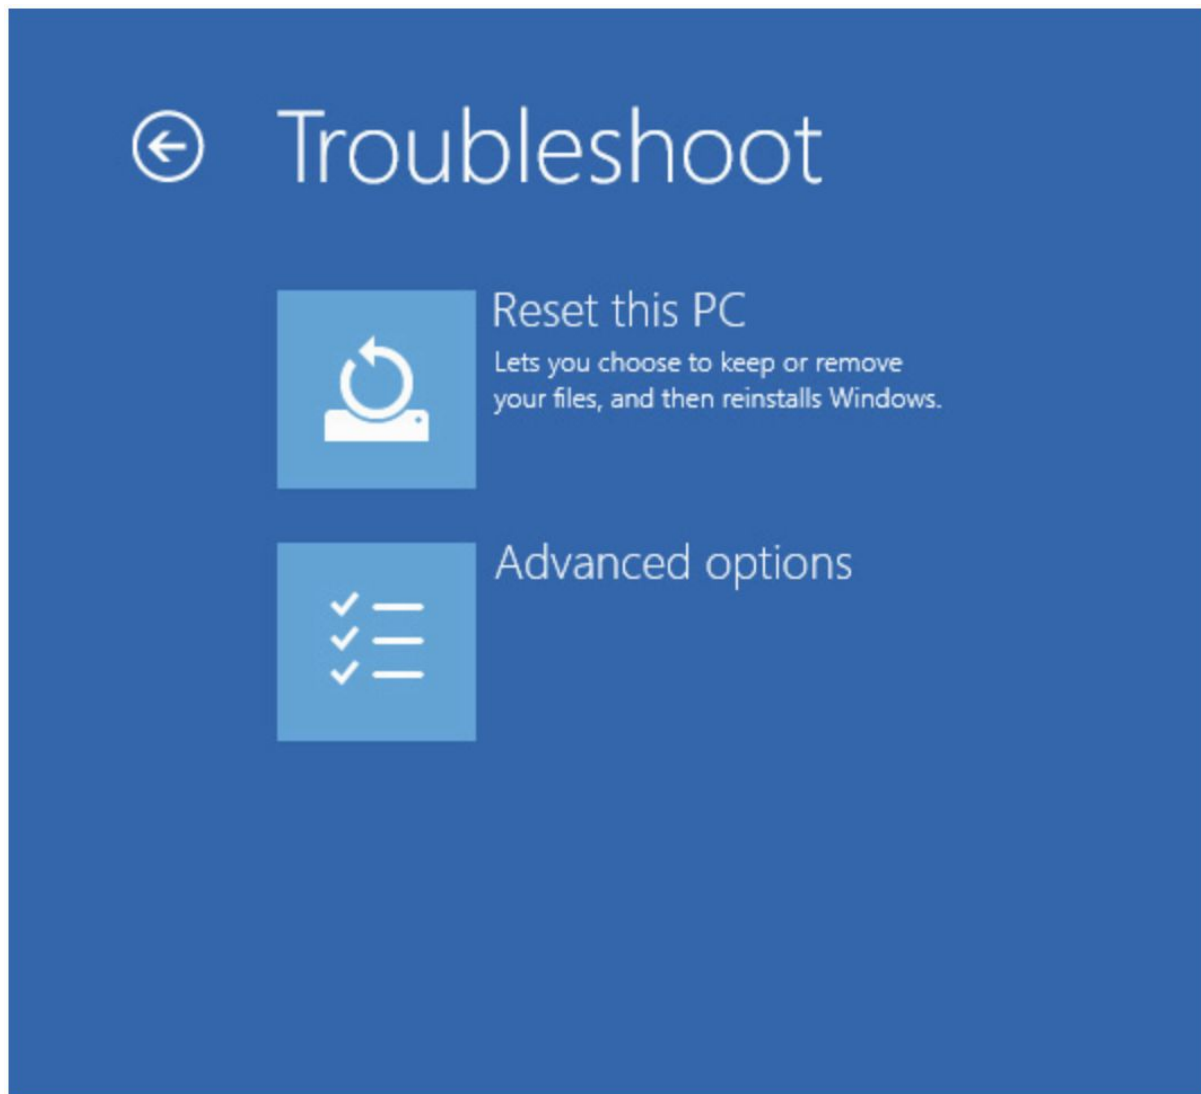 Troubleshoot
Reset this PC
Lets you choose to keep or remove
your files, and then reinstalls Windows.
Advanced options